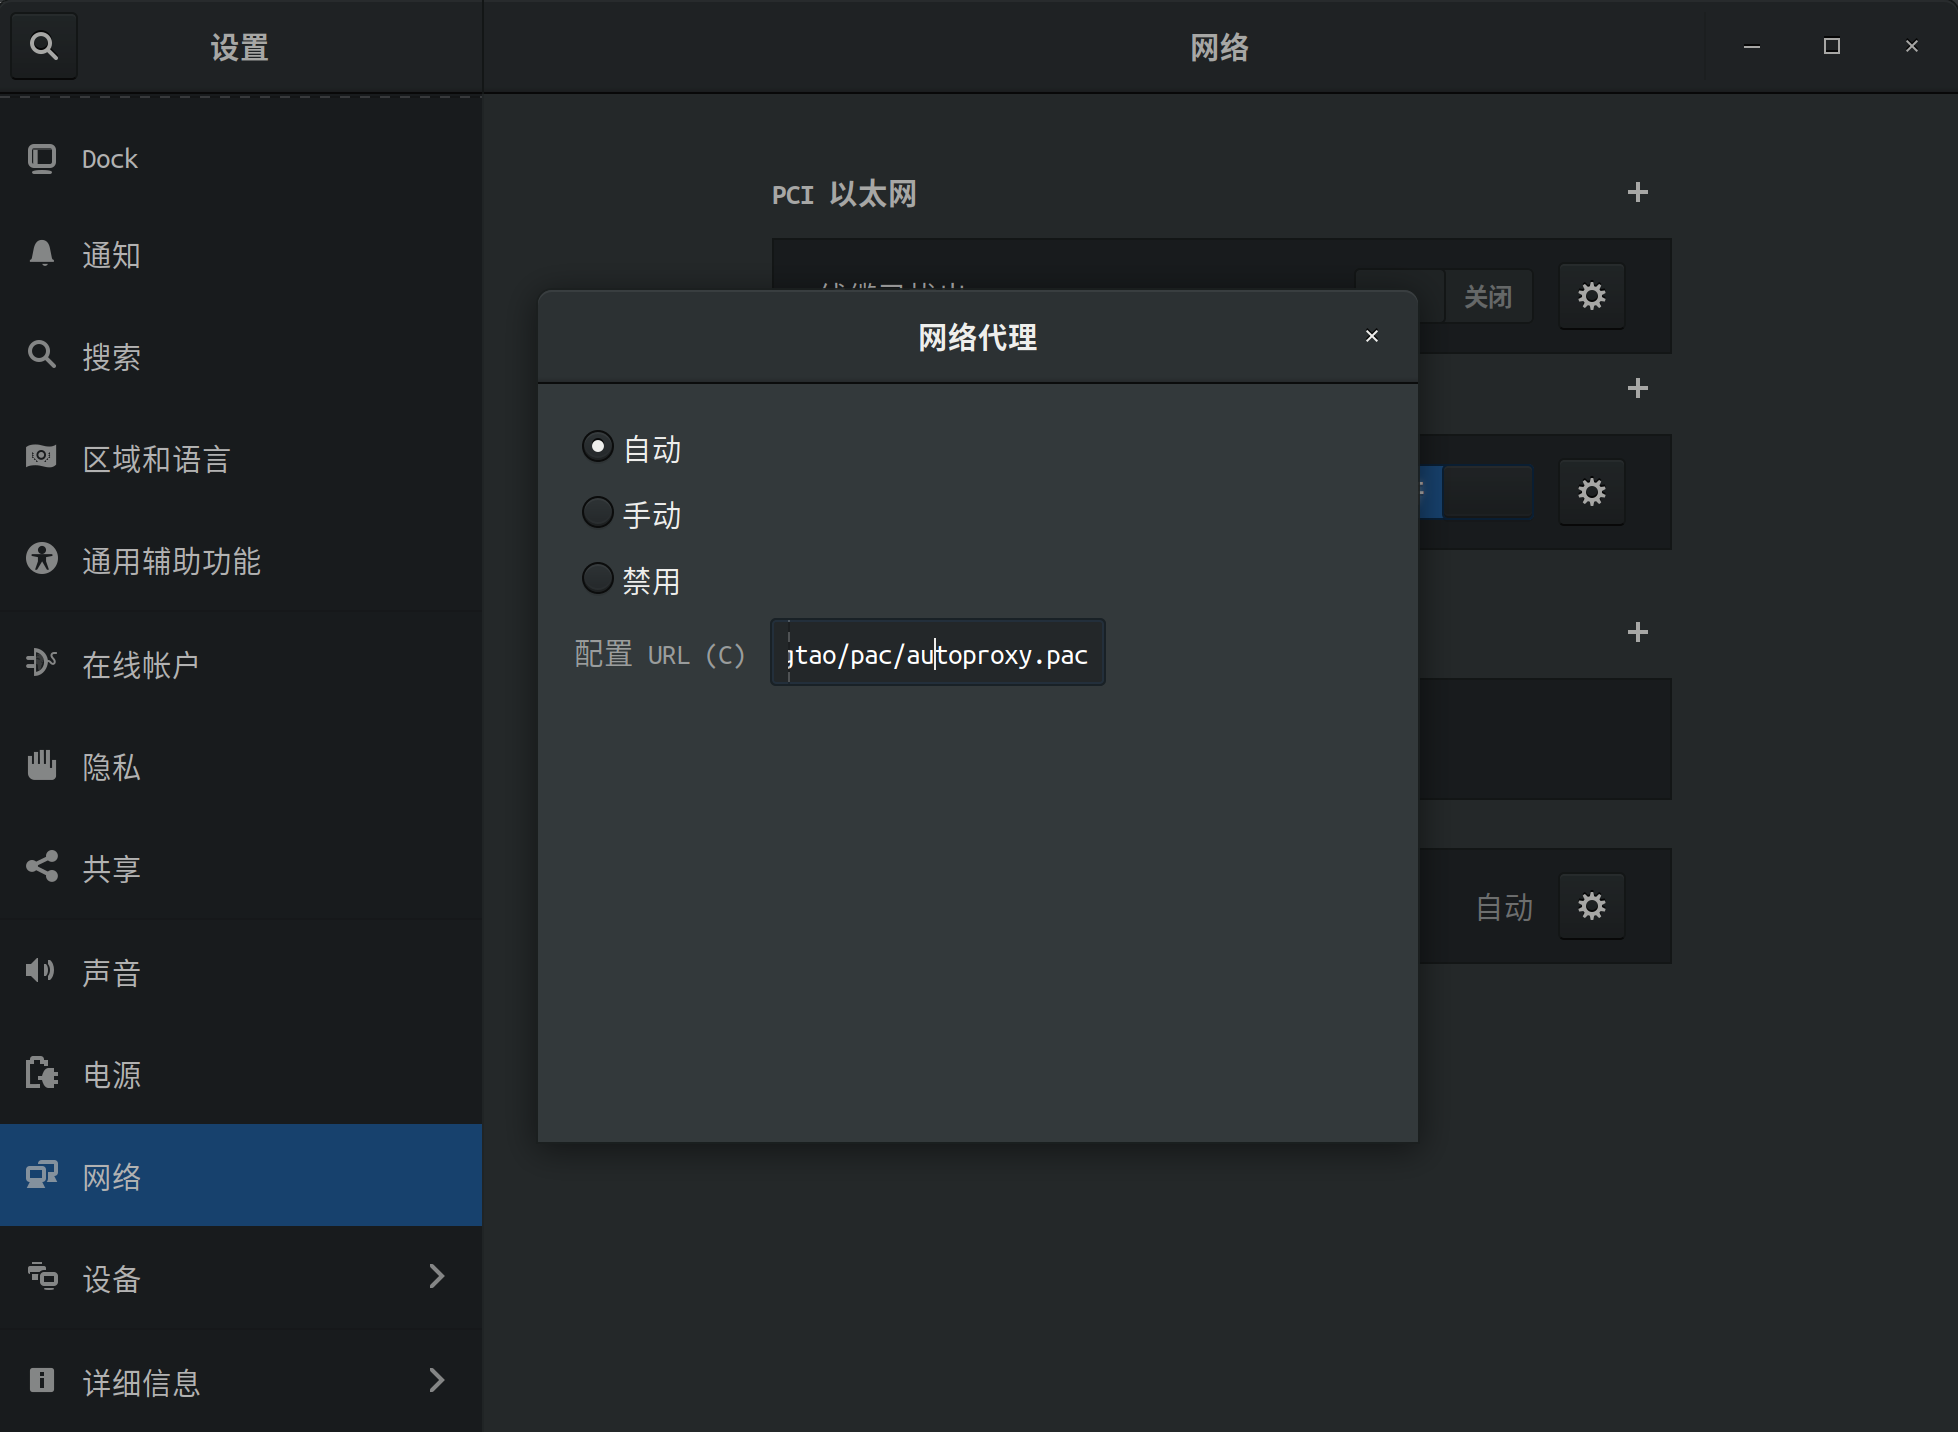 设置
网络
Dock
通知
搜索
区域和语言
通用辅助功能
在线帐户
隐私
共享
声音
电源
网络
设备
详细信息
PCI 以太网
关闭
网络代理
自动
手动
禁用
配置 URL (C)
gtao/pac/autoproxy.pac
自动